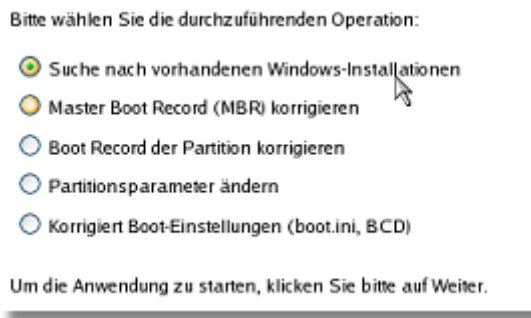 Bitte wählen Sie die durchzuführenden Operation:
Suche nach vorhandenen Windows-Installationen
Master Boot Record (MBR) korrigieren
Boot Record der Partition korrigieren
Partitionsparameter ändern
Korrigiert Boot-Einstellungen (boot.ini, BCD)
Um die Anwendung zu starten, klicken Sie bitte auf Weiter.